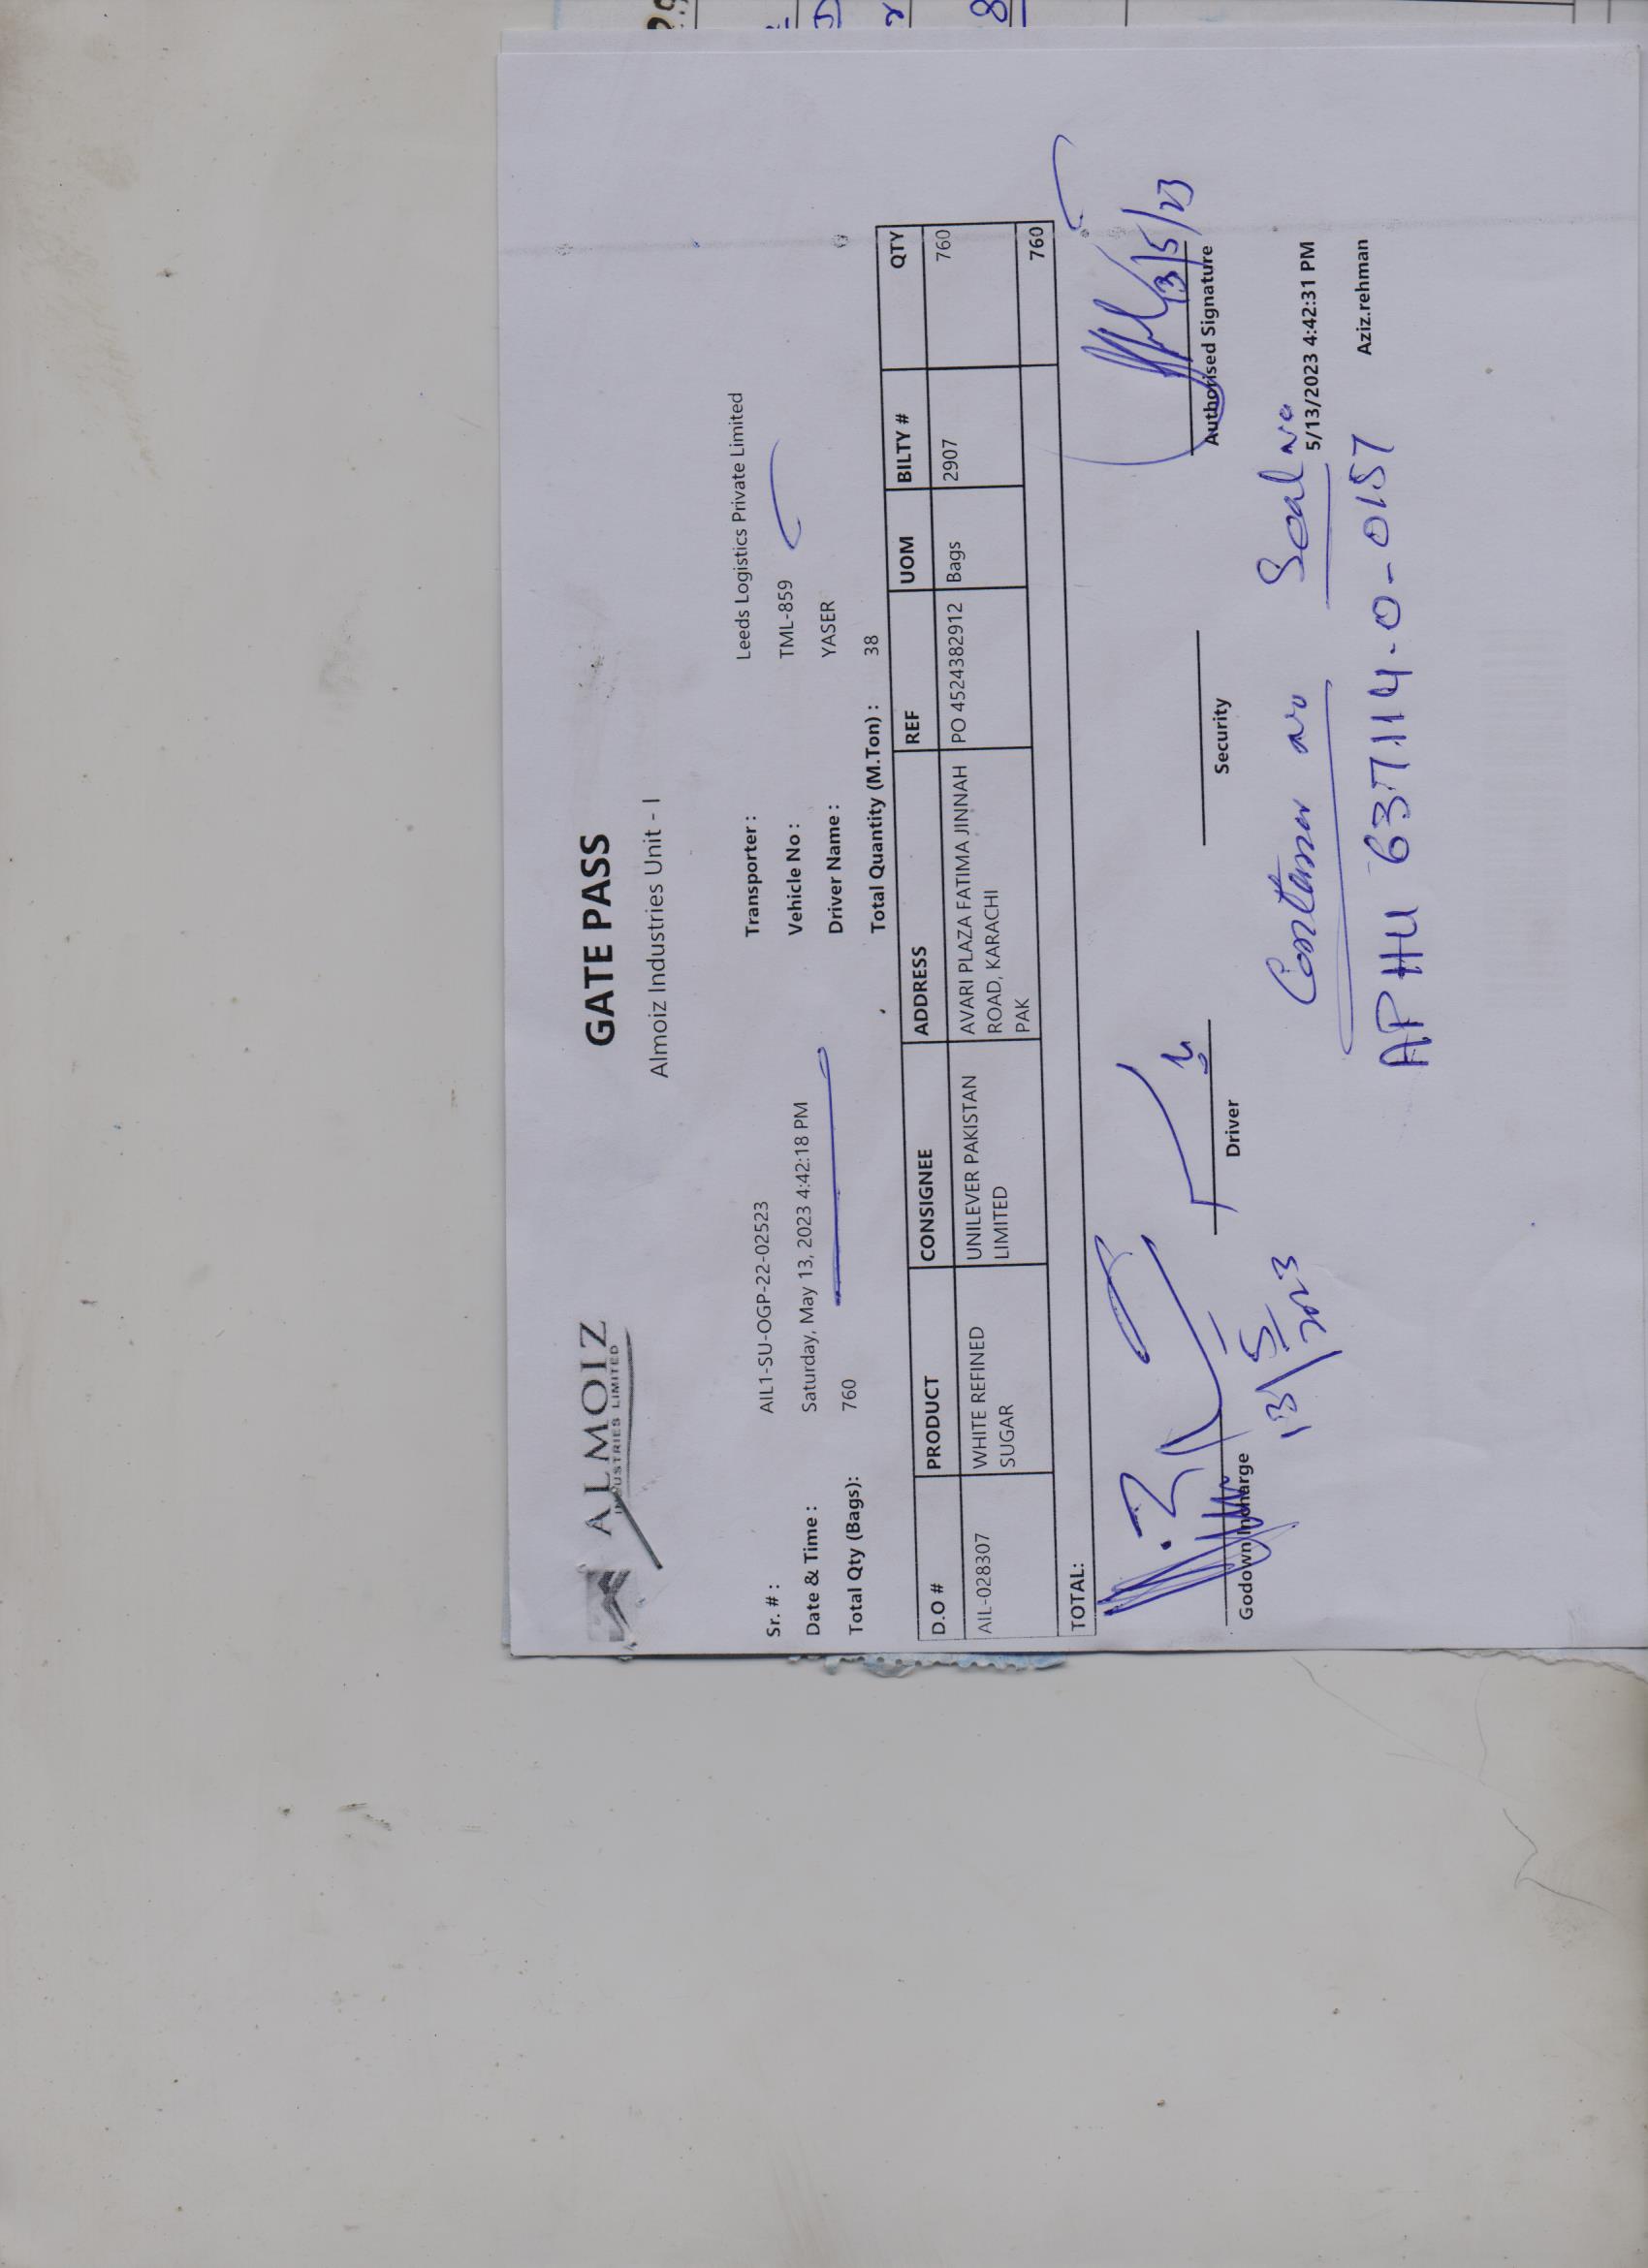 ALMOIZ
INDUSTRIES LIMITED
GATE PASS
Almoiz Industries Unit - I
Sr. # : AIL1-SU-OGP-22-02523 Transporter : Leeds Logistics Private Limited
Date & Time : Saturday, May 13, 2023 4:42:18 PM Vehicle No : TML-859
Total Qty (Bags): 760 Driver Name : YASER
Total Quantity (M.Ton) : 38
D.O # PRODUCT CONSIGNEE ADDRESS REF UOM BILTY # QTY
AIL-028307 WHITE REFINED UNILEVER PAKISTAN AVARI PLAZA FATIMA JINNAH PO 4524382912 Bags 2907 760
SUGAR LIMITED ROAD, KARACHI
PAK
TOTAL: 760
13/5/23
Godown Incharge Driver Security Authorised Signature
13/5/2023
Container no Seal no
5/13/2023 4:42:31 PM
APHU 637114-0-0157
Aziz.rehman